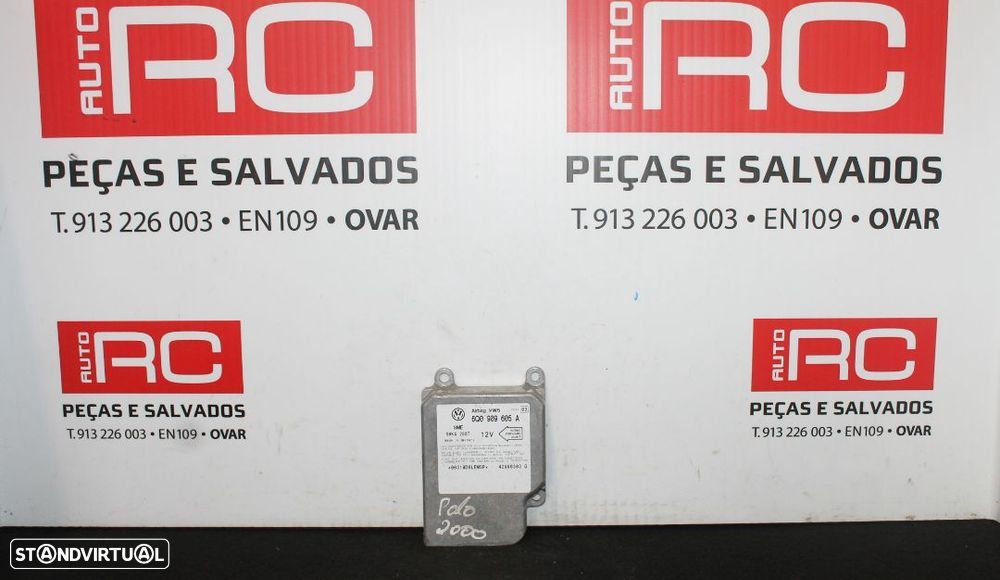 AUTO RC
PEÇAS E SALVADOS
T. 913 226 003 • EN109 • OVAR
AUTO RC
PEÇAS E SALVADOS
T. 913 226 003 • EN109 • OVAR
AUTO RC
PEÇAS E SALVADOS
T. 913 226 003 • EN109 • OVAR
AUTO RC
PEÇAS E SALVADOS
T. 913 226 003 • EN109 • OVAR
Airbag VW5
6Q0 909 605 A
12V
Polo
2000
STANDVIRTUAL